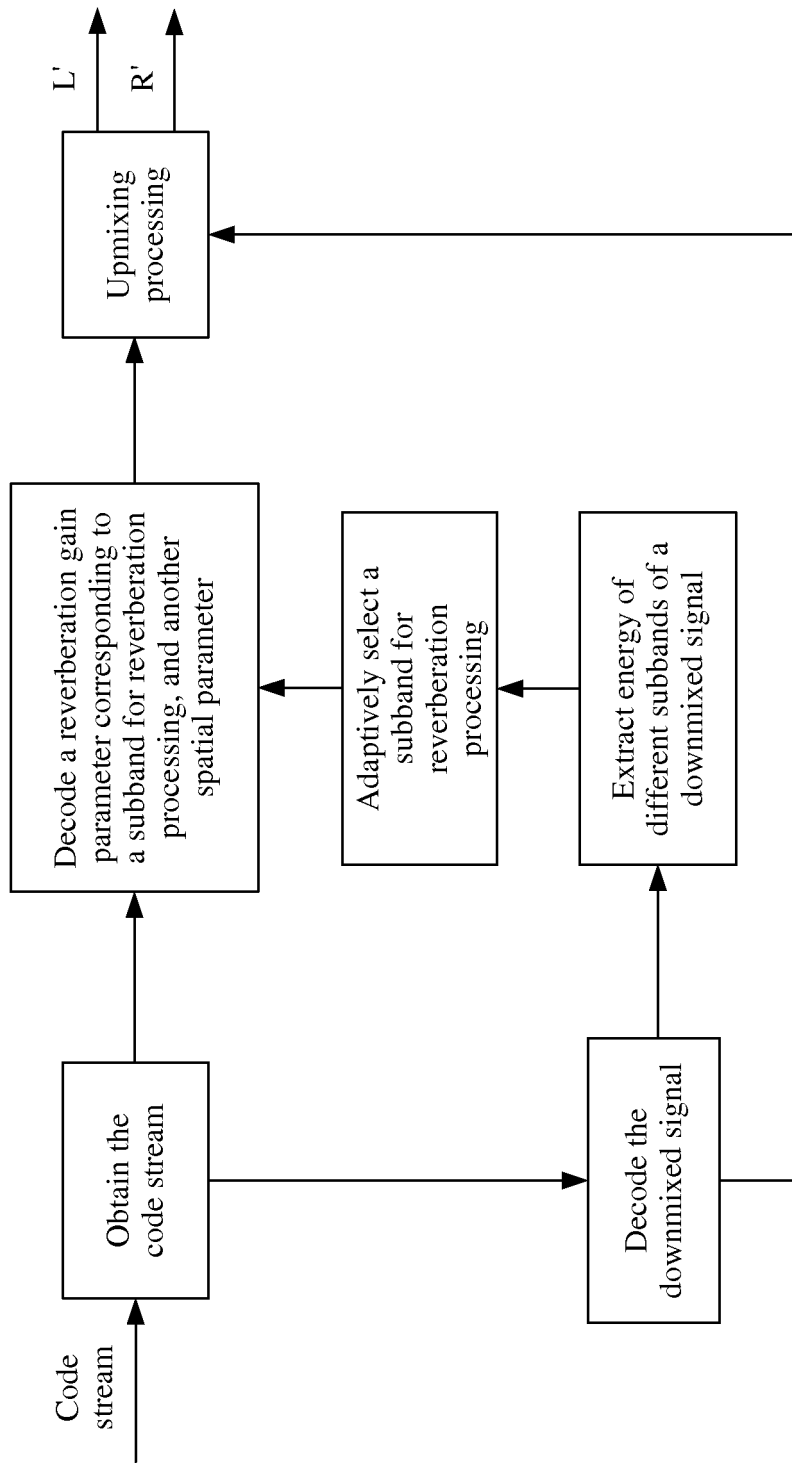 Code
stream
Obtain the
code stream
Decode a reverberation gain
parameter corresponding to
a subband for reverberation
processing, and another
spatial parameter
Upmixing
processing
L'
R'
Adaptively select a
subband for
reverberation
processing
Decode the
downmixed signal
Extract energy of
different subbands of a
downmixed signal